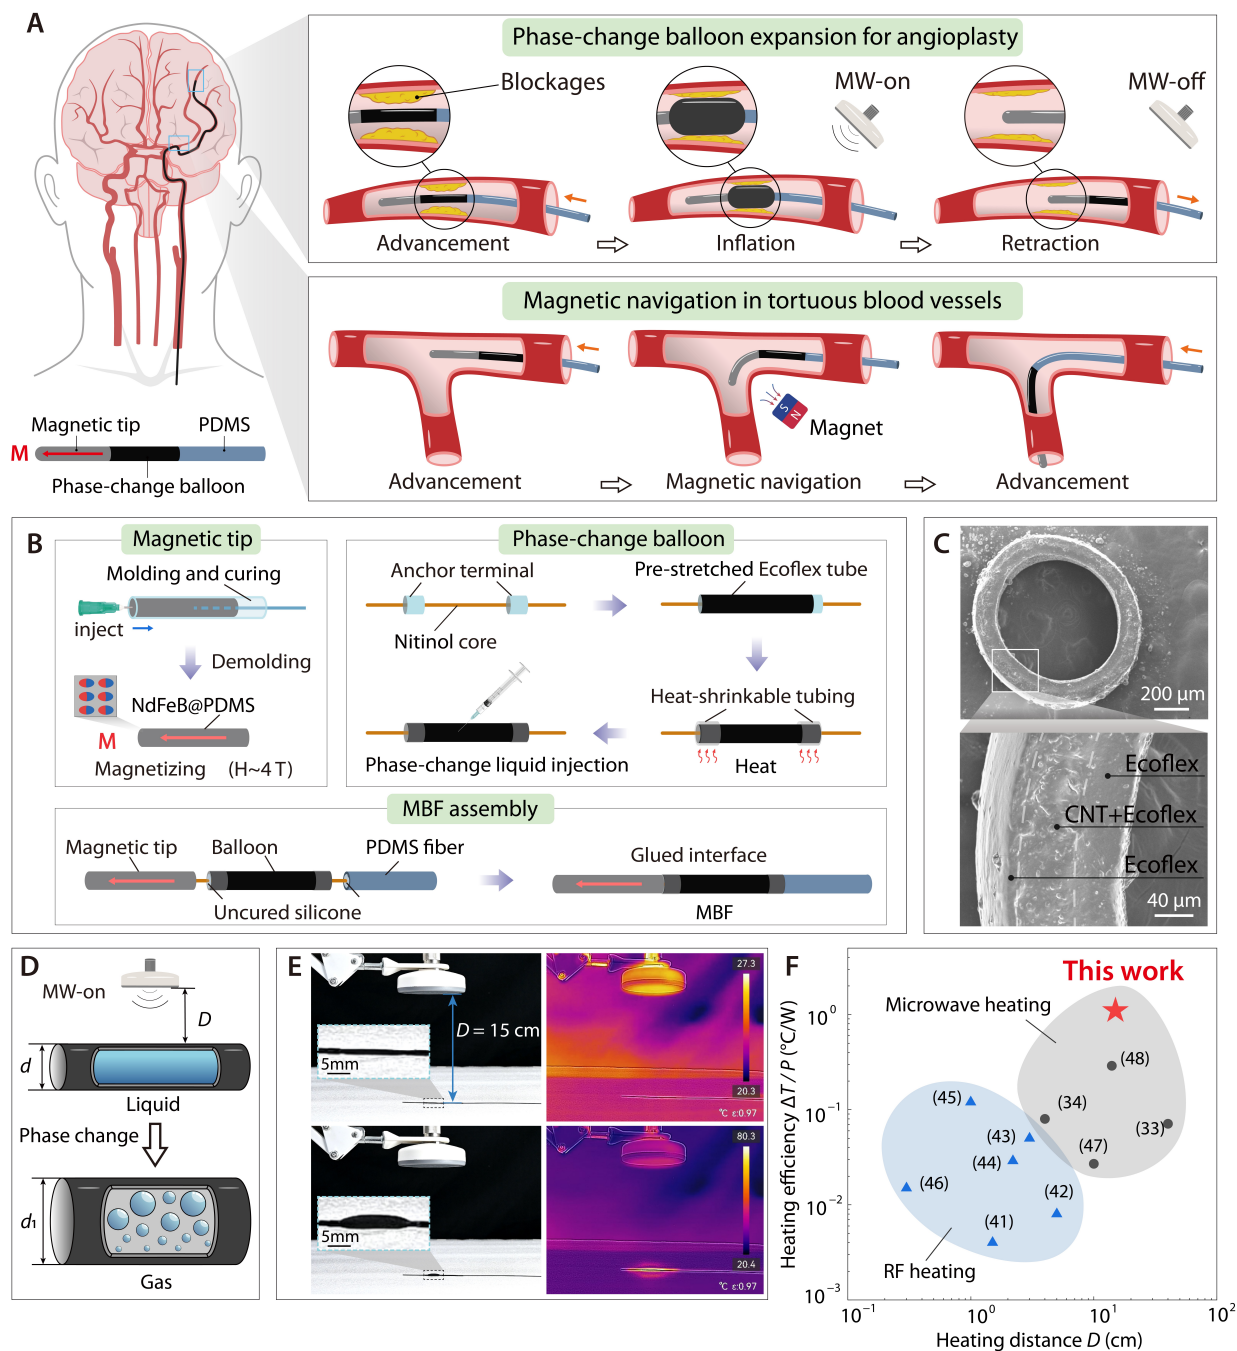 A
Phase-change balloon expansion for angioplasty
Blockages
MW-on
MW-off
Advancement
Inflation
Retraction
Magnetic navigation in tortuous blood vessels
S
N
Magnet
Advancement
Magnetic navigation
Advancement
Magnetic tip
PDMS
M
Phase-change balloon
B
Magnetic tip
Molding and curing
inject
Demolding
NdFeB@PDMS
M
Magnetizing (H~4 T)
Phase-change balloon
Anchor terminal
Nitinol core
Pre-stretched Ecoflex tube
Heat-shrinkable tubing
Heat
Phase-change liquid injection
MBF assembly
Magnetic tip
Balloon
PDMS fiber
Uncured silicone
Glued interface
MBF
C
200 µm
Ecoflex
CNT+Ecoflex
Ecoflex
40 µm
D
MW-on
D
d
Liquid
Phase change
d1
Gas
E
D = 15 cm
5mm
27.3
20.3
℃ ε:0.97
5mm
80.3
20.4
℃ ε:0.97
F
This work
Microwave heating
(48)
(34)
(33)
(47)
(45)
(43)
(44)
(46)
(42)
(41)
RF heating
Heating efficiency ΔT / P (°C/W)
10⁰
10⁻¹
10⁻²
10⁻³
10⁻¹
10⁰
10¹
10²
Heating distance D (cm)